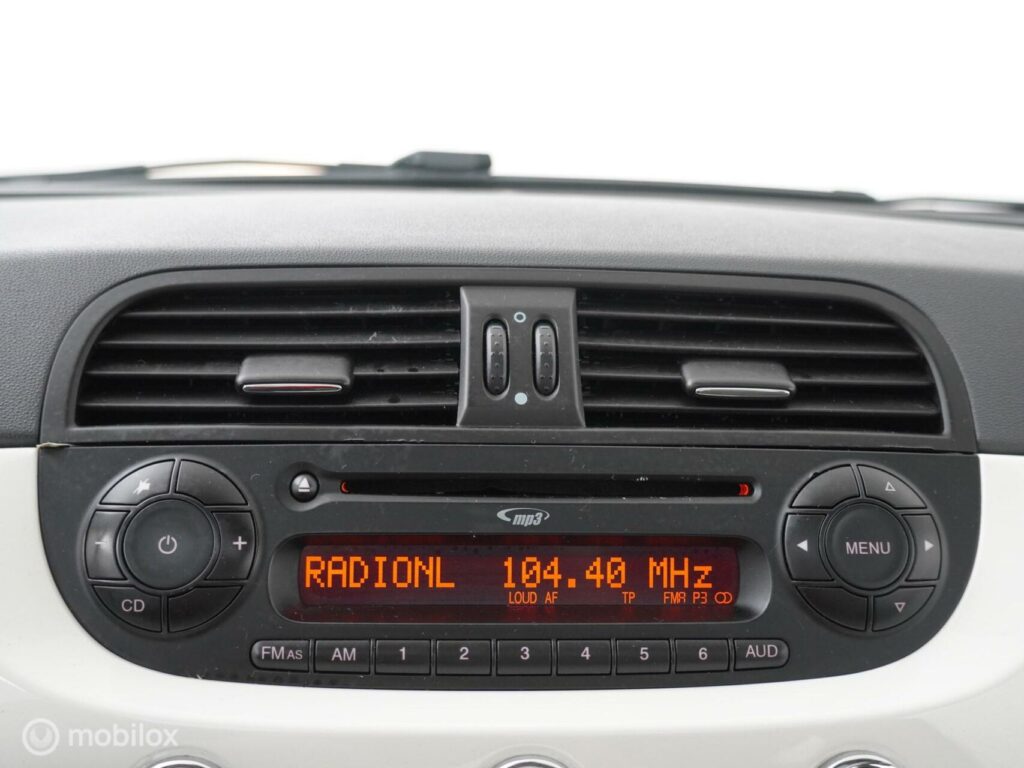 mp3
RADIONL 104.40 MHz
LOUD AF TP FMA P3
MENU
CD
FM AS AM 1 2 3 4 5 6 AUD
mobilox